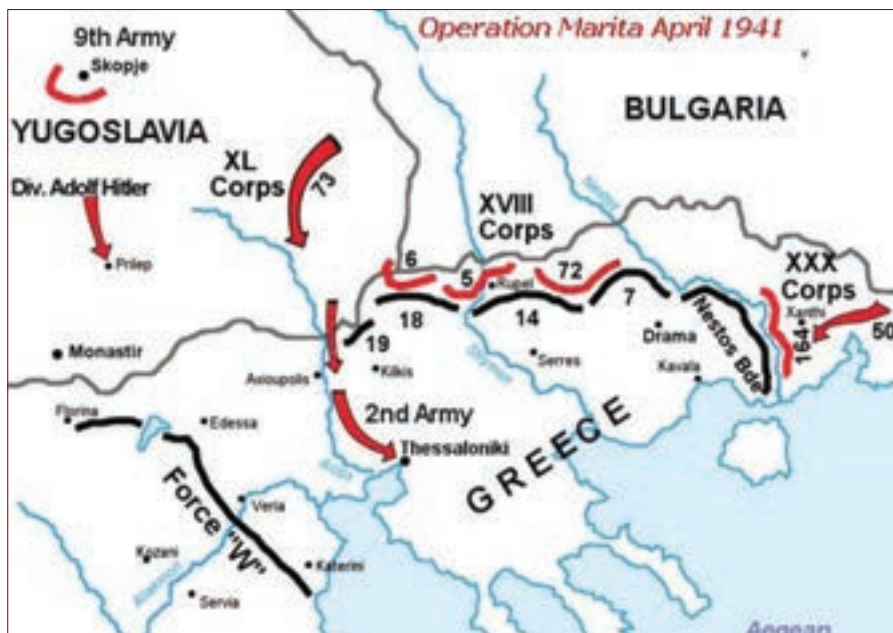 Operation Marita April 1941
9th Army
Skopje
YUGOSLAVIA
BULGARIA
XL
Corps
73
Div. Adolf Hitler
Prilep
XVIII
Corps
Nestos
6
5
Rupel
72
XXX
Corps
Xanthi
164+
50
18
14
7
Nestos Bde
19
Monastir
Axioupolis
Kilkis
Serres
Drama
Kavala
Florina
Edessa
2nd Army
Thessaloniki
GREECE
Force "W"
Veria
Kozani
Katerini
Servia
Aegean